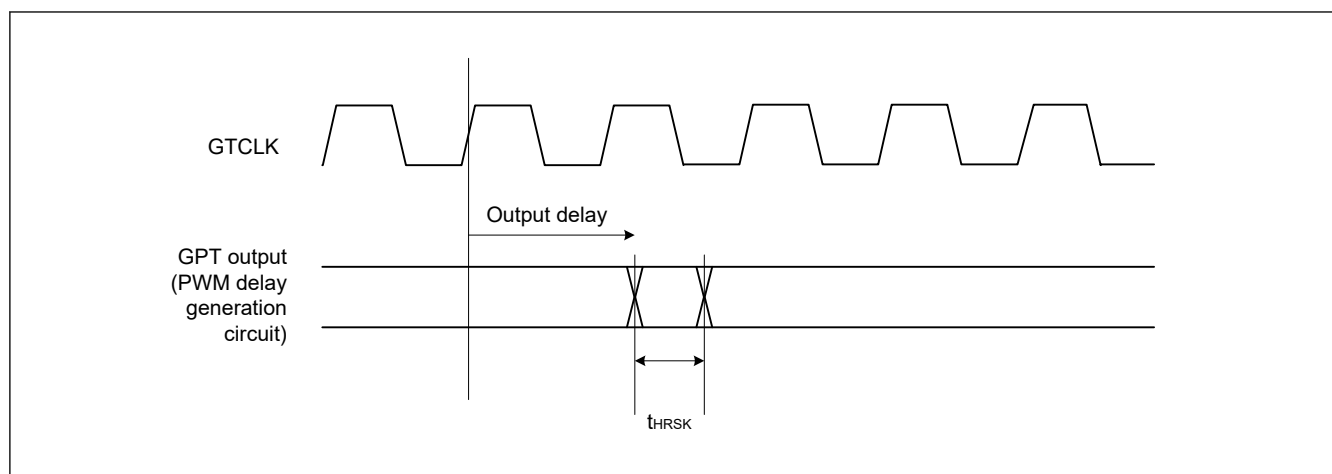 GTCLK
Output delay
GPT output
(PWM delay
generation
circuit)
tHRSK